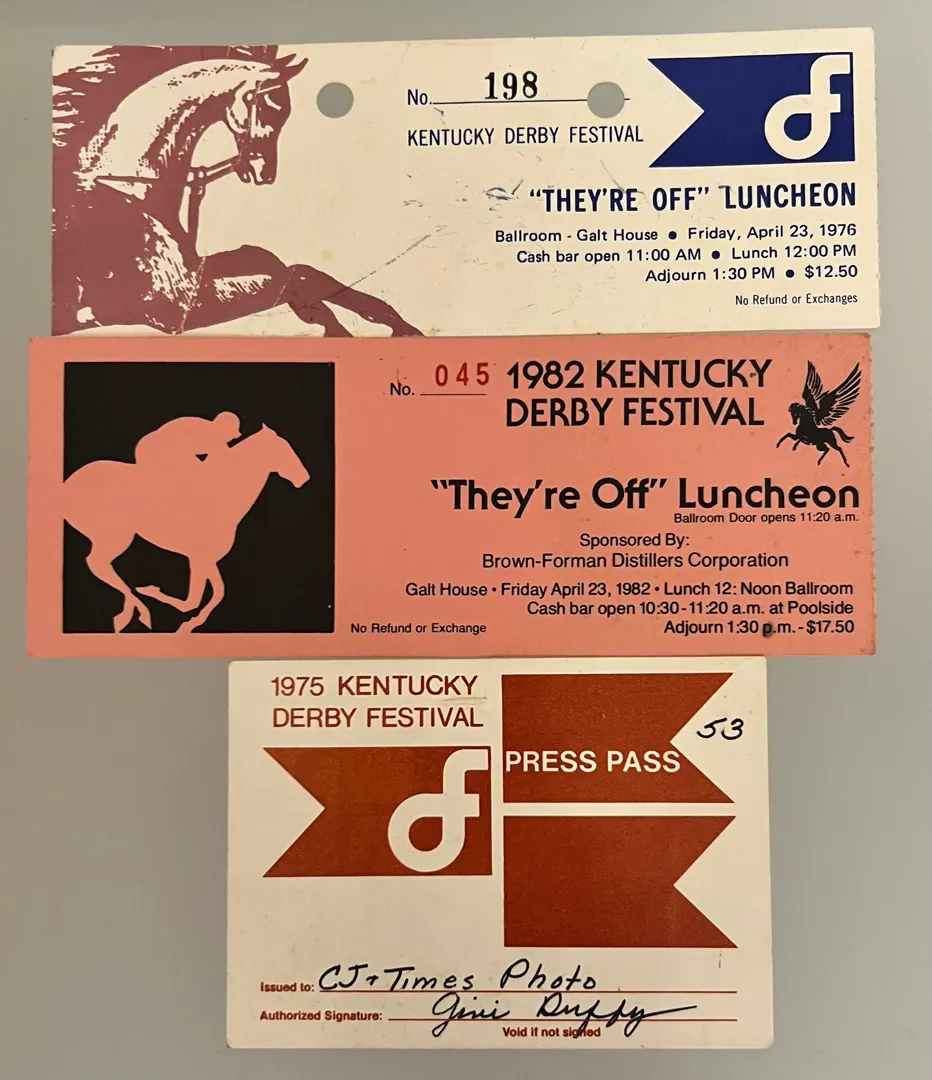 No. 198
KENTUCKY DERBY FESTIVAL
df
"THEY'RE OFF" LUNCHEON
Ballroom - Galt House • Friday, April 23, 1976
Cash bar open 11:00 AM • Lunch 12:00 PM
Adjourn 1:30 PM • $12.50
No Refund or Exchanges
No. 045
1982 KENTUCKY
DERBY FESTIVAL
"They're Off" Luncheon
Ballroom Door opens 11:20 a.m.
Sponsored By:
Brown-Forman Distillers Corporation
Galt House • Friday April 23, 1982 • Lunch 12: Noon Ballroom
Cash bar open 10:30-11:20 a.m. at Poolside
No Refund or Exchange
Adjourn 1:30 p.m.-$17.50
1975 KENTUCKY
DERBY FESTIVAL
df
PRESS PASS
53
Issued to: CJ + Times Photo
Authorized Signature: Gini Duffy
Void if not signed